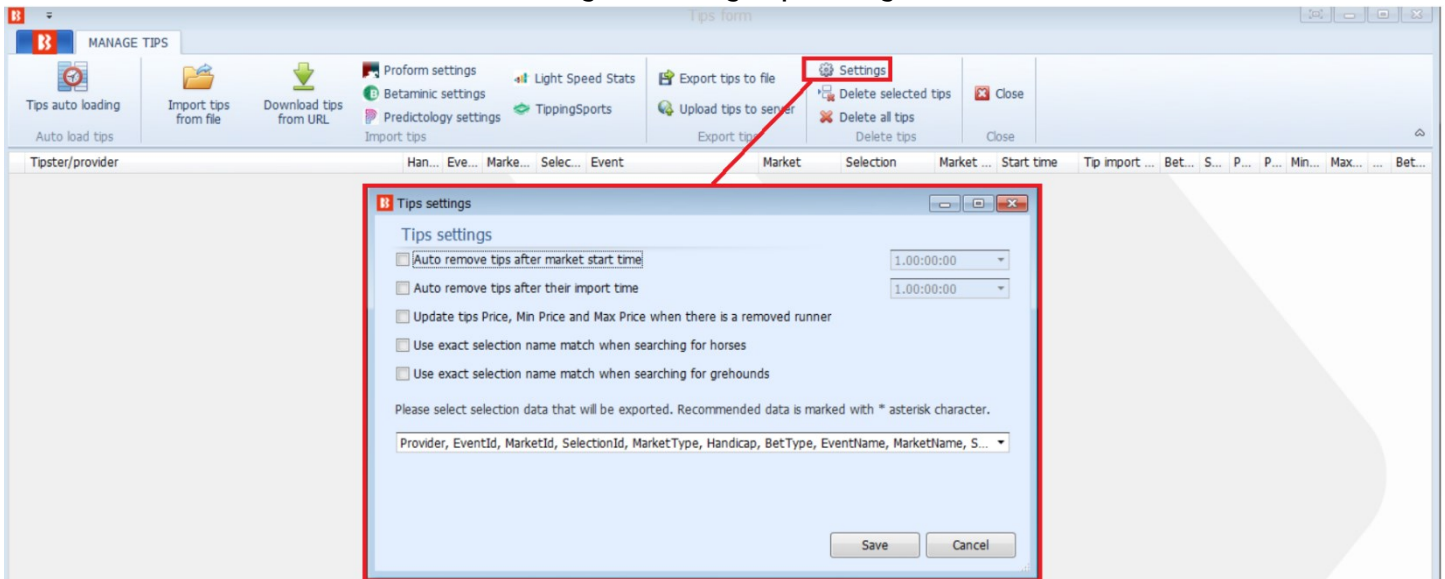 Tips form
MANAGE TIPS
Tips auto loading
Auto load tips
Import tips
from file
Download tips
from URL
Proform settings
Betaminic settings
Predictology settings
Light Speed Stats
TippingSports
Import tips
Export tips to file
Upload tips to server
Export tips
Settings
Delete selected tips
Delete all tips
Delete tips
Close
Close
Tipster/provider Han... Eve... Marke... Selec... Event Market Selection Market ... Start time Tip import ... Bet... S... P... P... Min... Max... ... Bet...
Tips settings
Tips settings
Auto remove tips after market start time 1.00:00:00
Auto remove tips after their import time 1.00:00:00
Update tips Price, Min Price and Max Price when there is a removed runner
Use exact selection name match when searching for horses
Use exact selection name match when searching for grehounds
Please select selection data that will be exported. Recommended data is marked with * asterisk character.
Provider, EventId, MarketId, SelectionId, MarketType, Handicap, BetType, EventName, MarketName, S...
Save Cancel